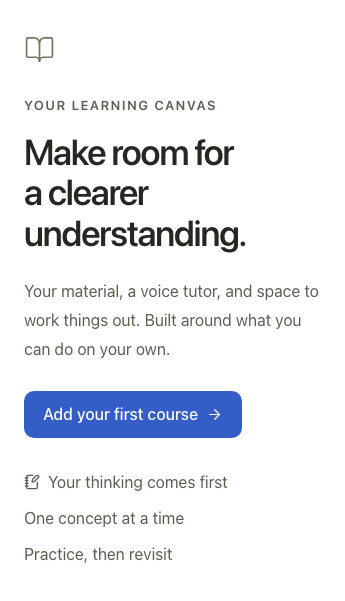 YOUR LEARNING CANVAS
Make room for
a clearer
understanding.
Your material, a voice tutor, and space to
work things out. Built around what you
can do on your own.
Add your first course →
Your thinking comes first
One concept at a time
Practice, then revisit